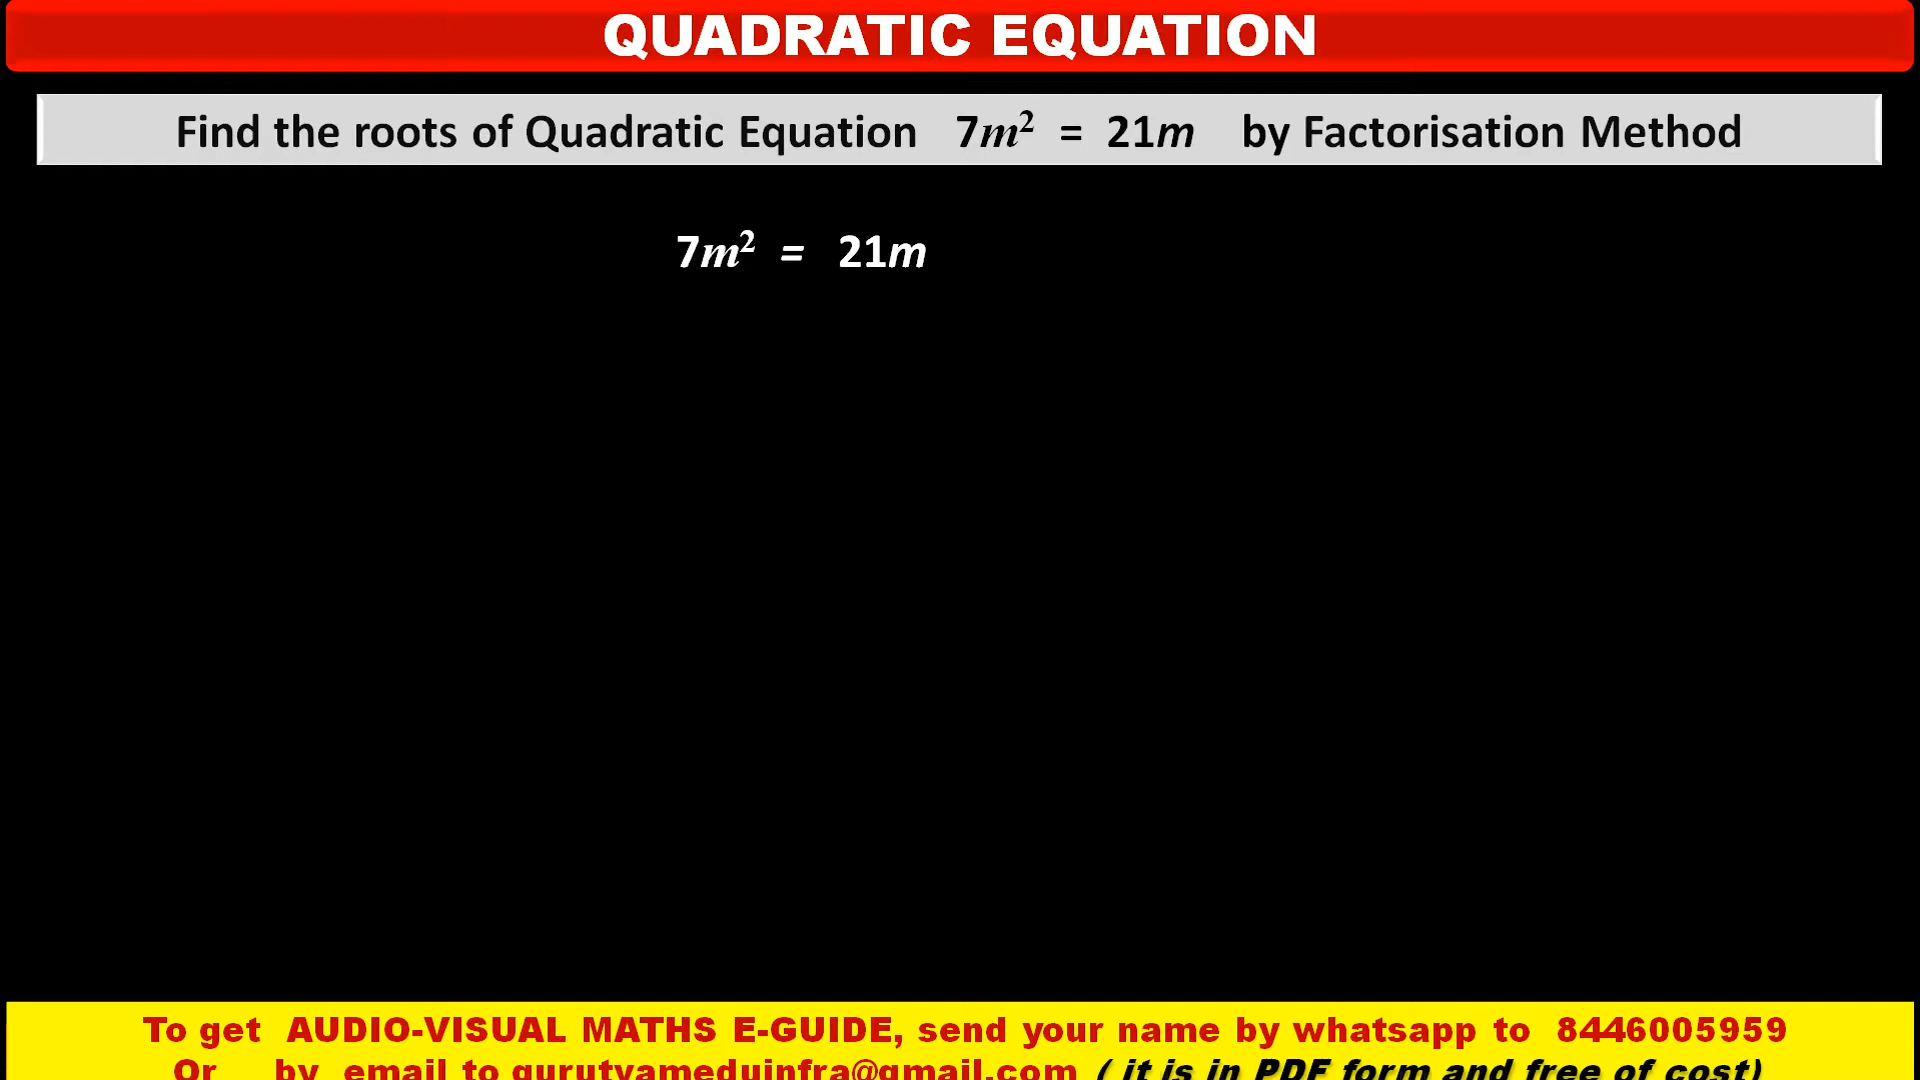 QUADRATIC EQUATION
Find the roots of Quadratic Equation 7m² = 21m by Factorisation Method
7m² = 21m
To get AUDIO-VISUAL MATHS E-GUIDE, send your name by whatsapp to 8446005959
Or by email to gurutyameduinfra@gmail.com ( it is in PDF form and free of cost)